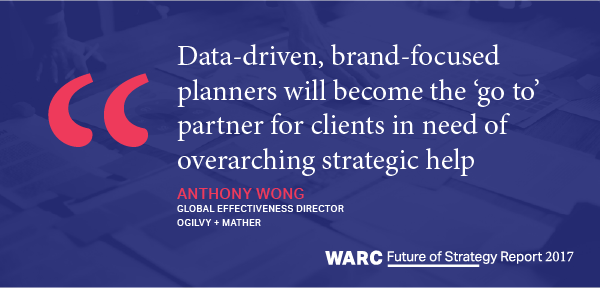 Data-driven, brand-focused
planners will become the ‘go to’
partner for clients in need of
overarching strategic help
ANTHONY WONG
GLOBAL EFFECTIVENESS DIRECTOR
OGILVY + MATHER
WARC Future of Strategy Report 2017